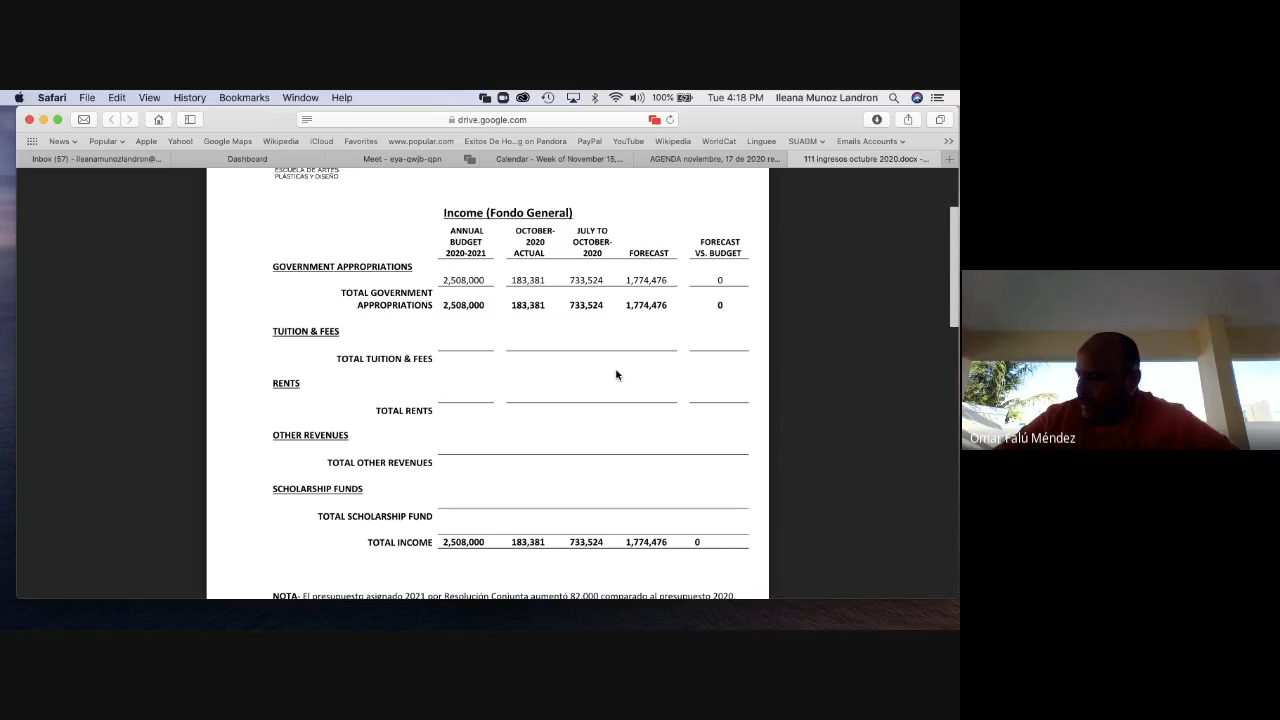 Safari File Edit View History Bookmarks Window Help 100% Tue 4:18 PM Ileana Munoz Landron
drive.google.com
News Popular Apple Yahoo! Google Maps Wikipedia iCloud Favorites www.popular.com Exitos De Ho...g on Pandora PayPal YouTube Wikipedia WorldCat Linguee SUAGM Emails Accounts
Inbox (57) - ileanamunozlandron@... Dashboard Meet - eya-qwjb-qpn Calendar - Week of November 15,... AGENDA noviembre, 17 de 2020 re... 111 ingresos octubre 2020.docx -...
ESCUELA DE ARTES
PLÁSTICAS Y DISEÑO
Income (Fondo General)
ANNUAL OCTOBER- JULY TO
BUDGET 2020 OCTOBER- FORECAST
2020-2021 ACTUAL 2020 FORECAST VS. BUDGET
GOVERNMENT APPROPRIATIONS
2,508,000 183,381 733,524 1,774,476 0
TOTAL GOVERNMENT
APPROPRIATIONS 2,508,000 183,381 733,524 1,774,476 0
TUITION & FEES
TOTAL TUITION & FEES
RENTS
TOTAL RENTS
OTHER REVENUES
TOTAL OTHER REVENUES
SCHOLARSHIP FUNDS
TOTAL SCHOLARSHIP FUND
TOTAL INCOME 2,508,000 183,381 733,524 1,774,476 0
NOTA- El presupuesto asignado 2021 por Resolución Conjunta aumentó 82,000 comparado al presupuesto 2020.
Omar Falú Méndez